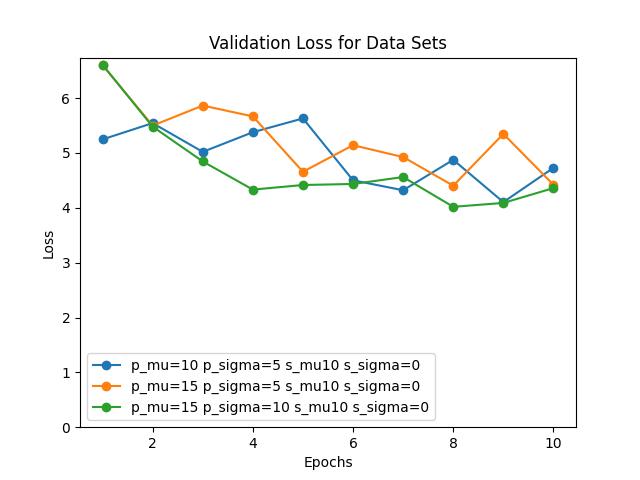 Validation Loss for Data Sets
Loss
6
5
4
3
2
1
0
p_mu=10 p_sigma=5 s_mu10 s_sigma=0
p_mu=15 p_sigma=5 s_mu10 s_sigma=0
p_mu=15 p_sigma=10 s_mu10 s_sigma=0
2 4 6 8 10
Epochs